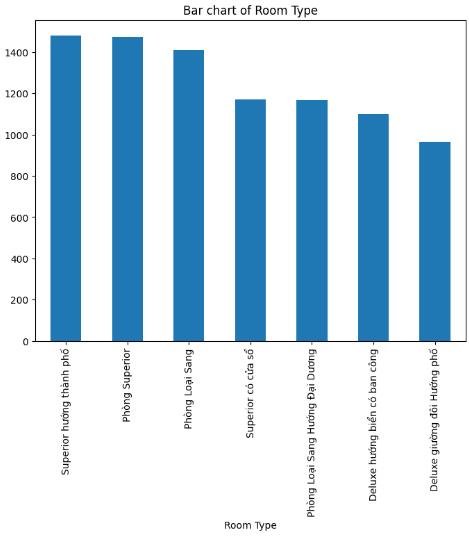 Bar chart of Room Type
1400
1200
1000
800
600
400
200
0
Superior hướng thành phố
Phòng Superior
Phòng Loại Sang
Superior có cửa sổ
Phòng Loại Sang Hướng Đại Dương
Deluxe hướng biển có ban công
Deluxe giường đôi Hướng phố
Room Type